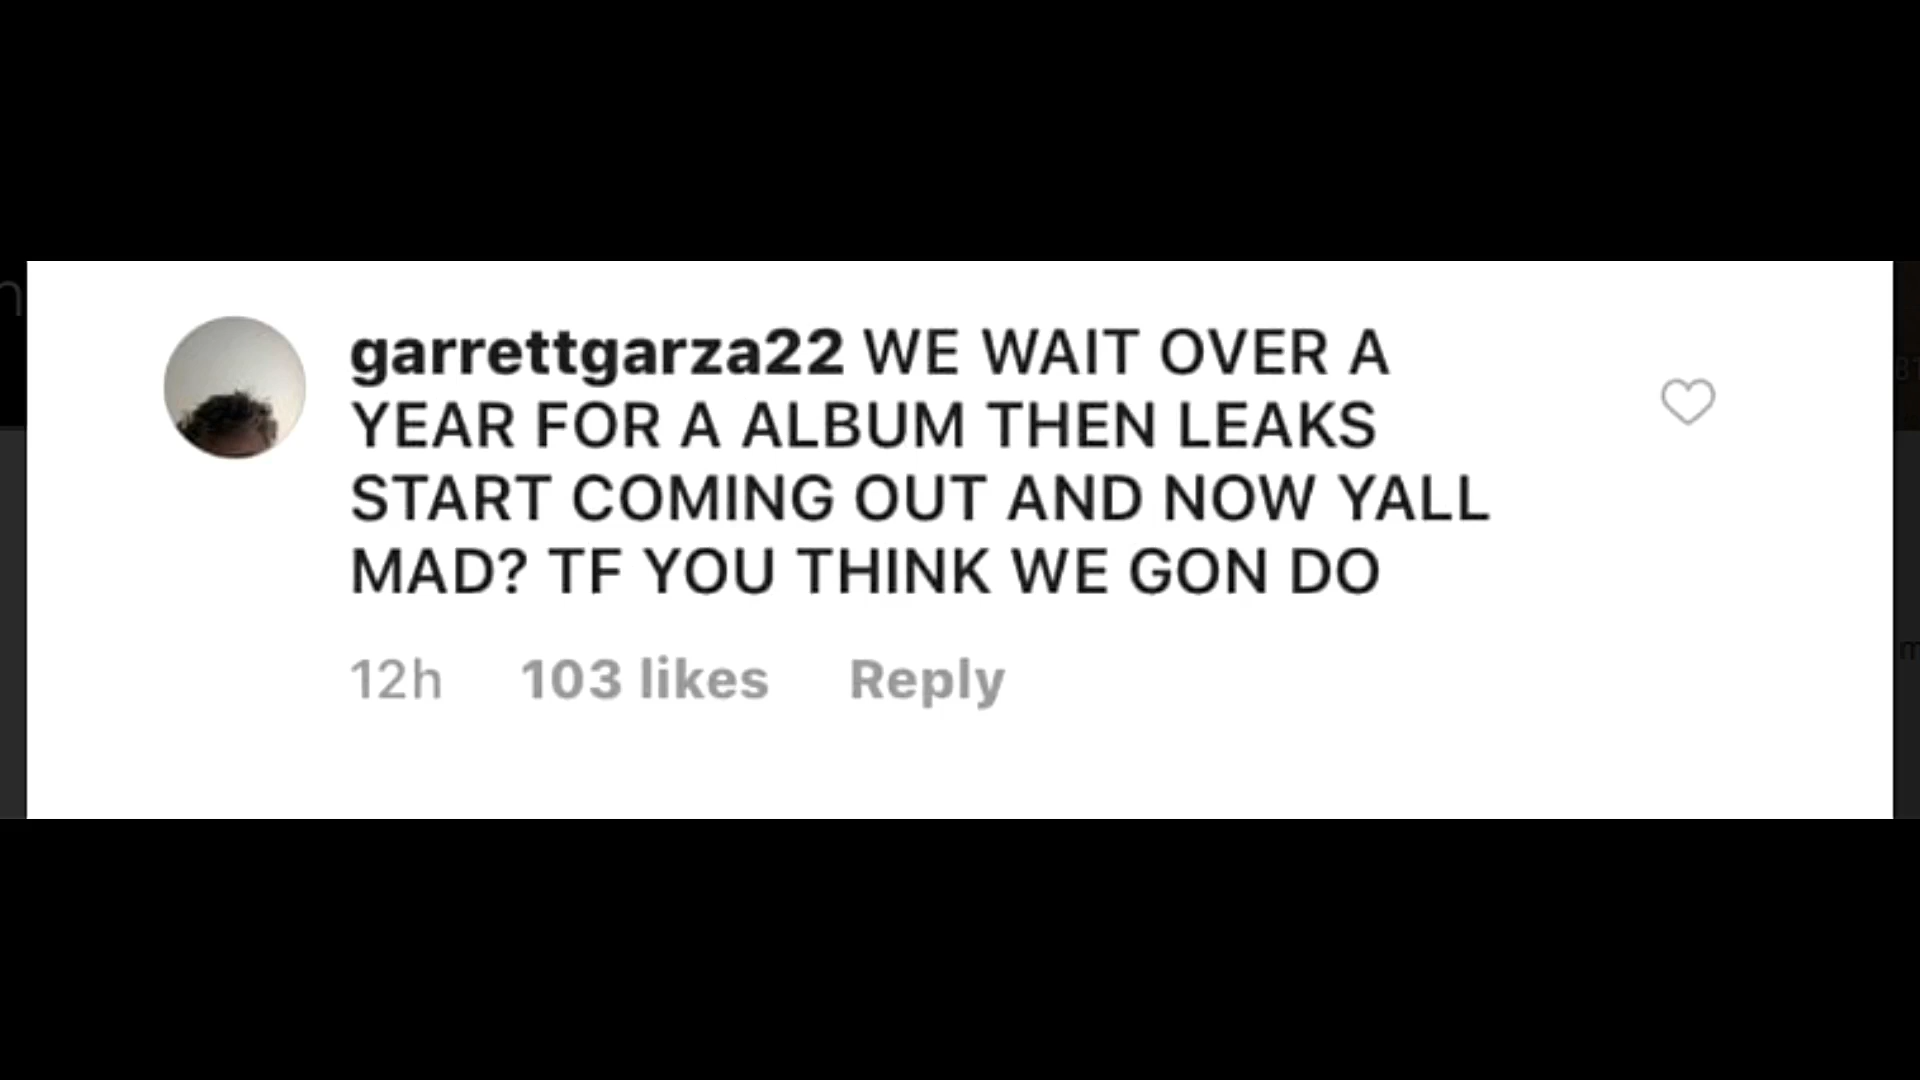 garrettgarza22 WE WAIT OVER A
YEAR FOR A ALBUM THEN LEAKS
START COMING OUT AND NOW YALL
MAD? TF YOU THINK WE GON DO
12h 103 likes Reply